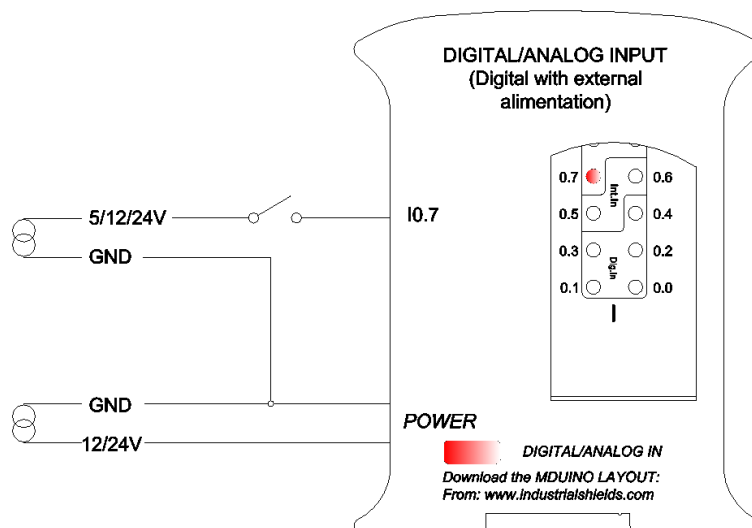 DIGITAL/ANALOG INPUT
(Digital with external
alimentation)
0.7
0.6
Int.In
0.5
0.4
0.3
0.2
Dig.In
0.1
0.0
I
5/12/24V
I0.7
GND
GND
POWER
12/24V
DIGITAL/ANALOG IN
Download the MDUINO LAYOUT:
From: www.industrialshields.com